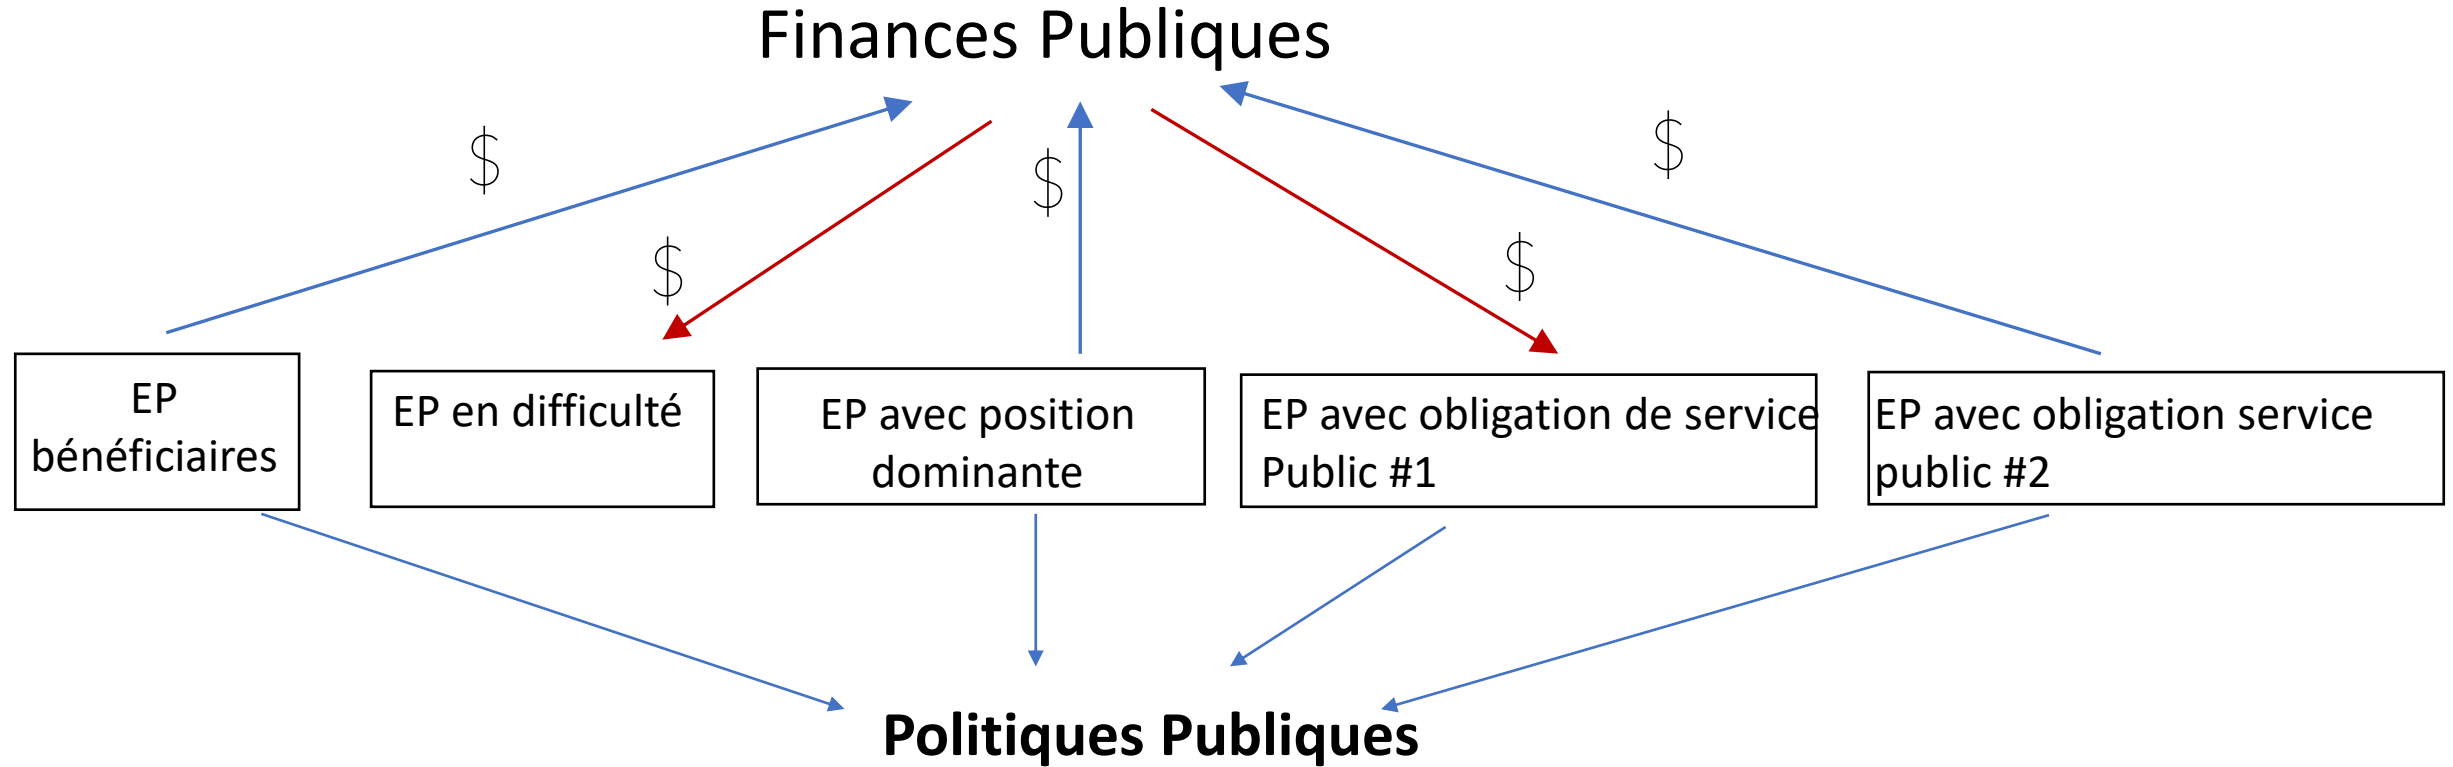 Finances Publiques
$
$
$
$
$
EP
bénéficiaires
EP en difficulté
EP avec position
dominante
EP avec obligation de service
Public #1
EP avec obligation service
public #2
Politiques Publiques